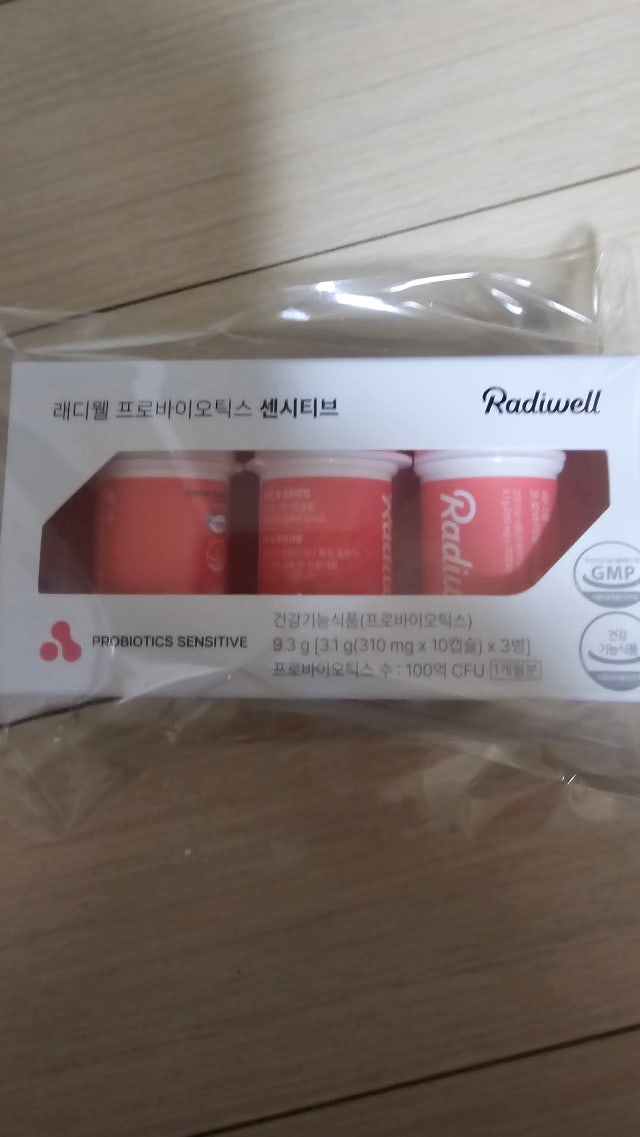 래디웰 프로바이오틱스 센시티브
Radiwell
Radiw
GMP
건강
기능식품
PROBIOTICS SENSITIVE
건강기능식품(프로바이오틱스)
9.3 g [3.1 g(310 mg x 10캡슐) x 3병]
프로바이오틱스 수 : 100억 CFU 1개월분